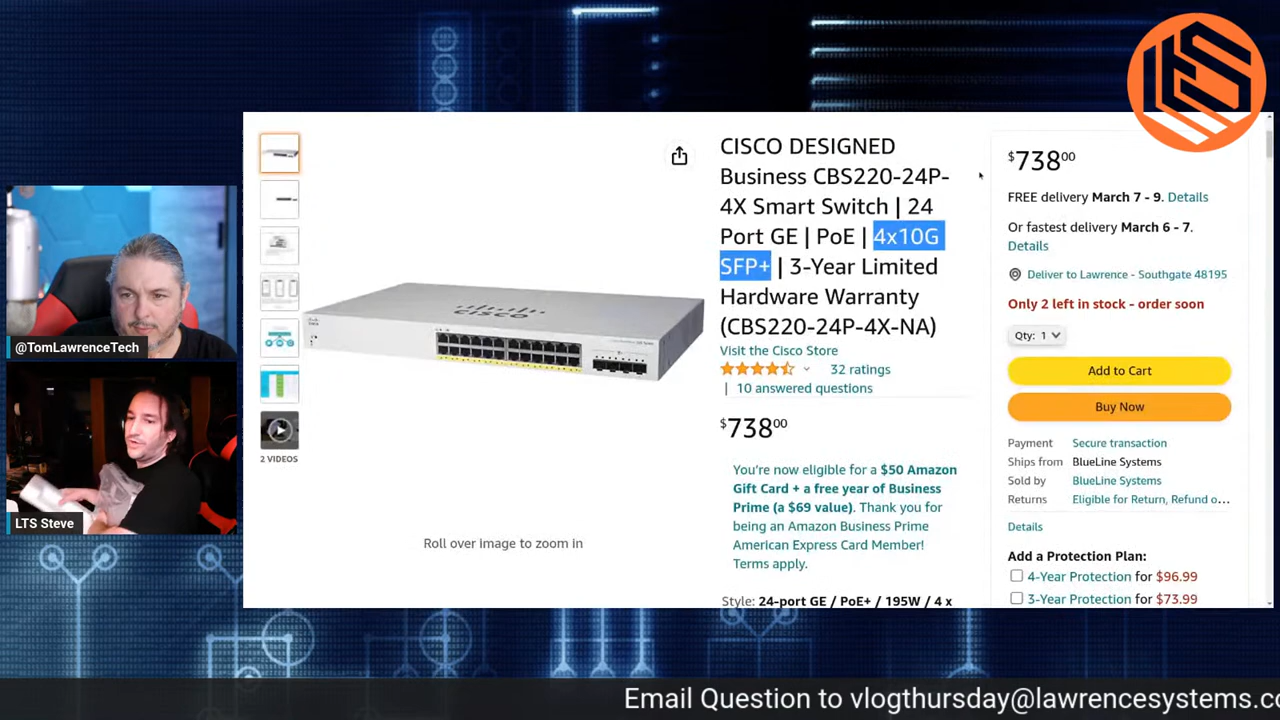 CISCO DESIGNED
Business CBS220-24P-
4X Smart Switch | 24
Port GE | PoE | 4x10G
SFP+ | 3-Year Limited
Hardware Warranty
(CBS220-24P-4X-NA)
Visit the Cisco Store
32 ratings
| 10 answered questions
$73800
You're now eligible for a $50 Amazon
Gift Card + a free year of Business
Prime (a $69 value). Thank you for
being an Amazon Business Prime
American Express Card Member!
Terms apply.
Style: 24-port GE / PoE+ / 195W / 4 x
$73800
FREE delivery March 7 - 9. Details
Or fastest delivery March 6 - 7.
Details
Deliver to Lawrence - Southgate 48195
Only 2 left in stock - order soon
Qty: 1
Add to Cart
Buy Now
Payment Secure transaction
Ships from BlueLine Systems
Sold by BlueLine Systems
Returns Eligible for Return, Refund o...
Details
Add a Protection Plan:
4-Year Protection for $96.99
3-Year Protection for $73.99
CISCO
2 VIDEOS
Roll over image to zoom in
@TomLawrenceTech
LTS Steve
Email Question to vlogthursday@lawrencesystems.c